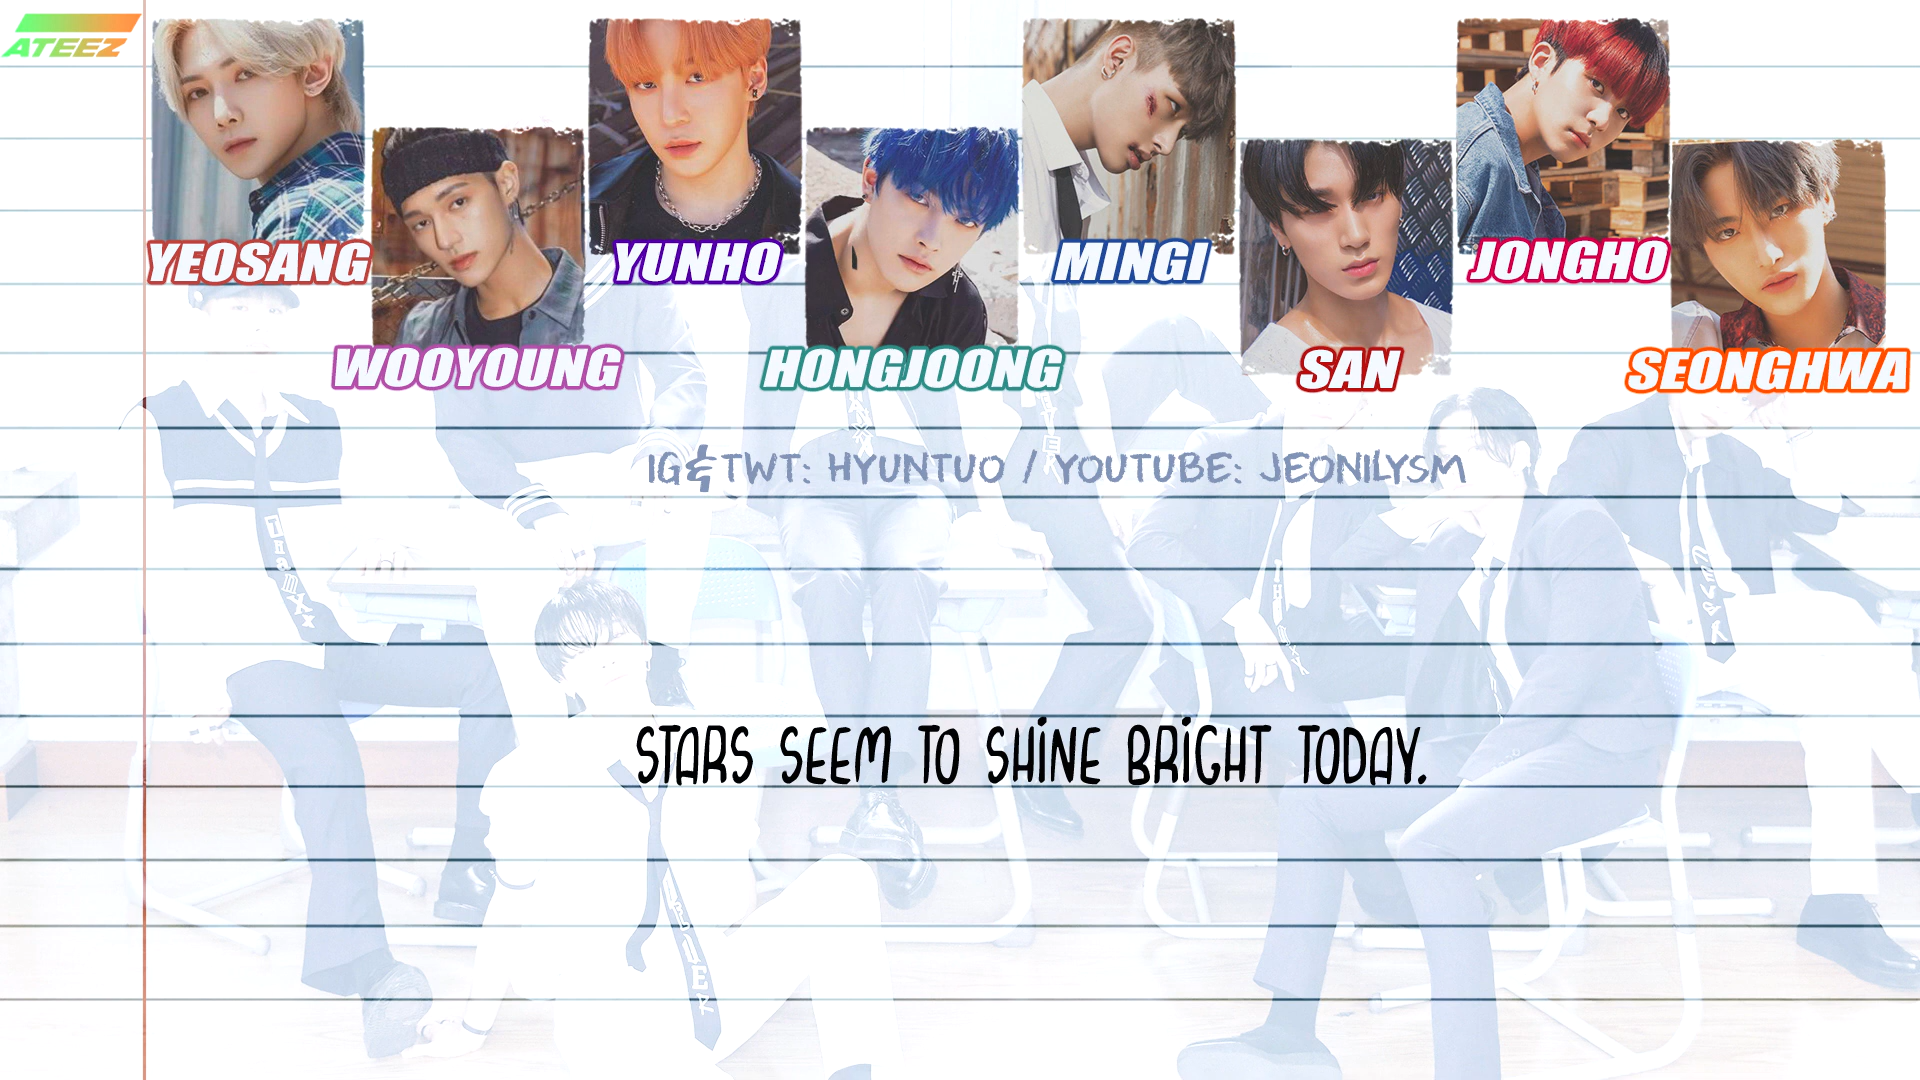 ATEEZ
YEOSANG
YUNHO
MINGI
JONGHO
WOOYOUNG
HONGJOONG
SAN
SEONGHWA
IG&TWT: HYUNTUO / YOUTUBE: JEONILYSM
STARS SEEM TO SHiNE BRiGHT TODAY.